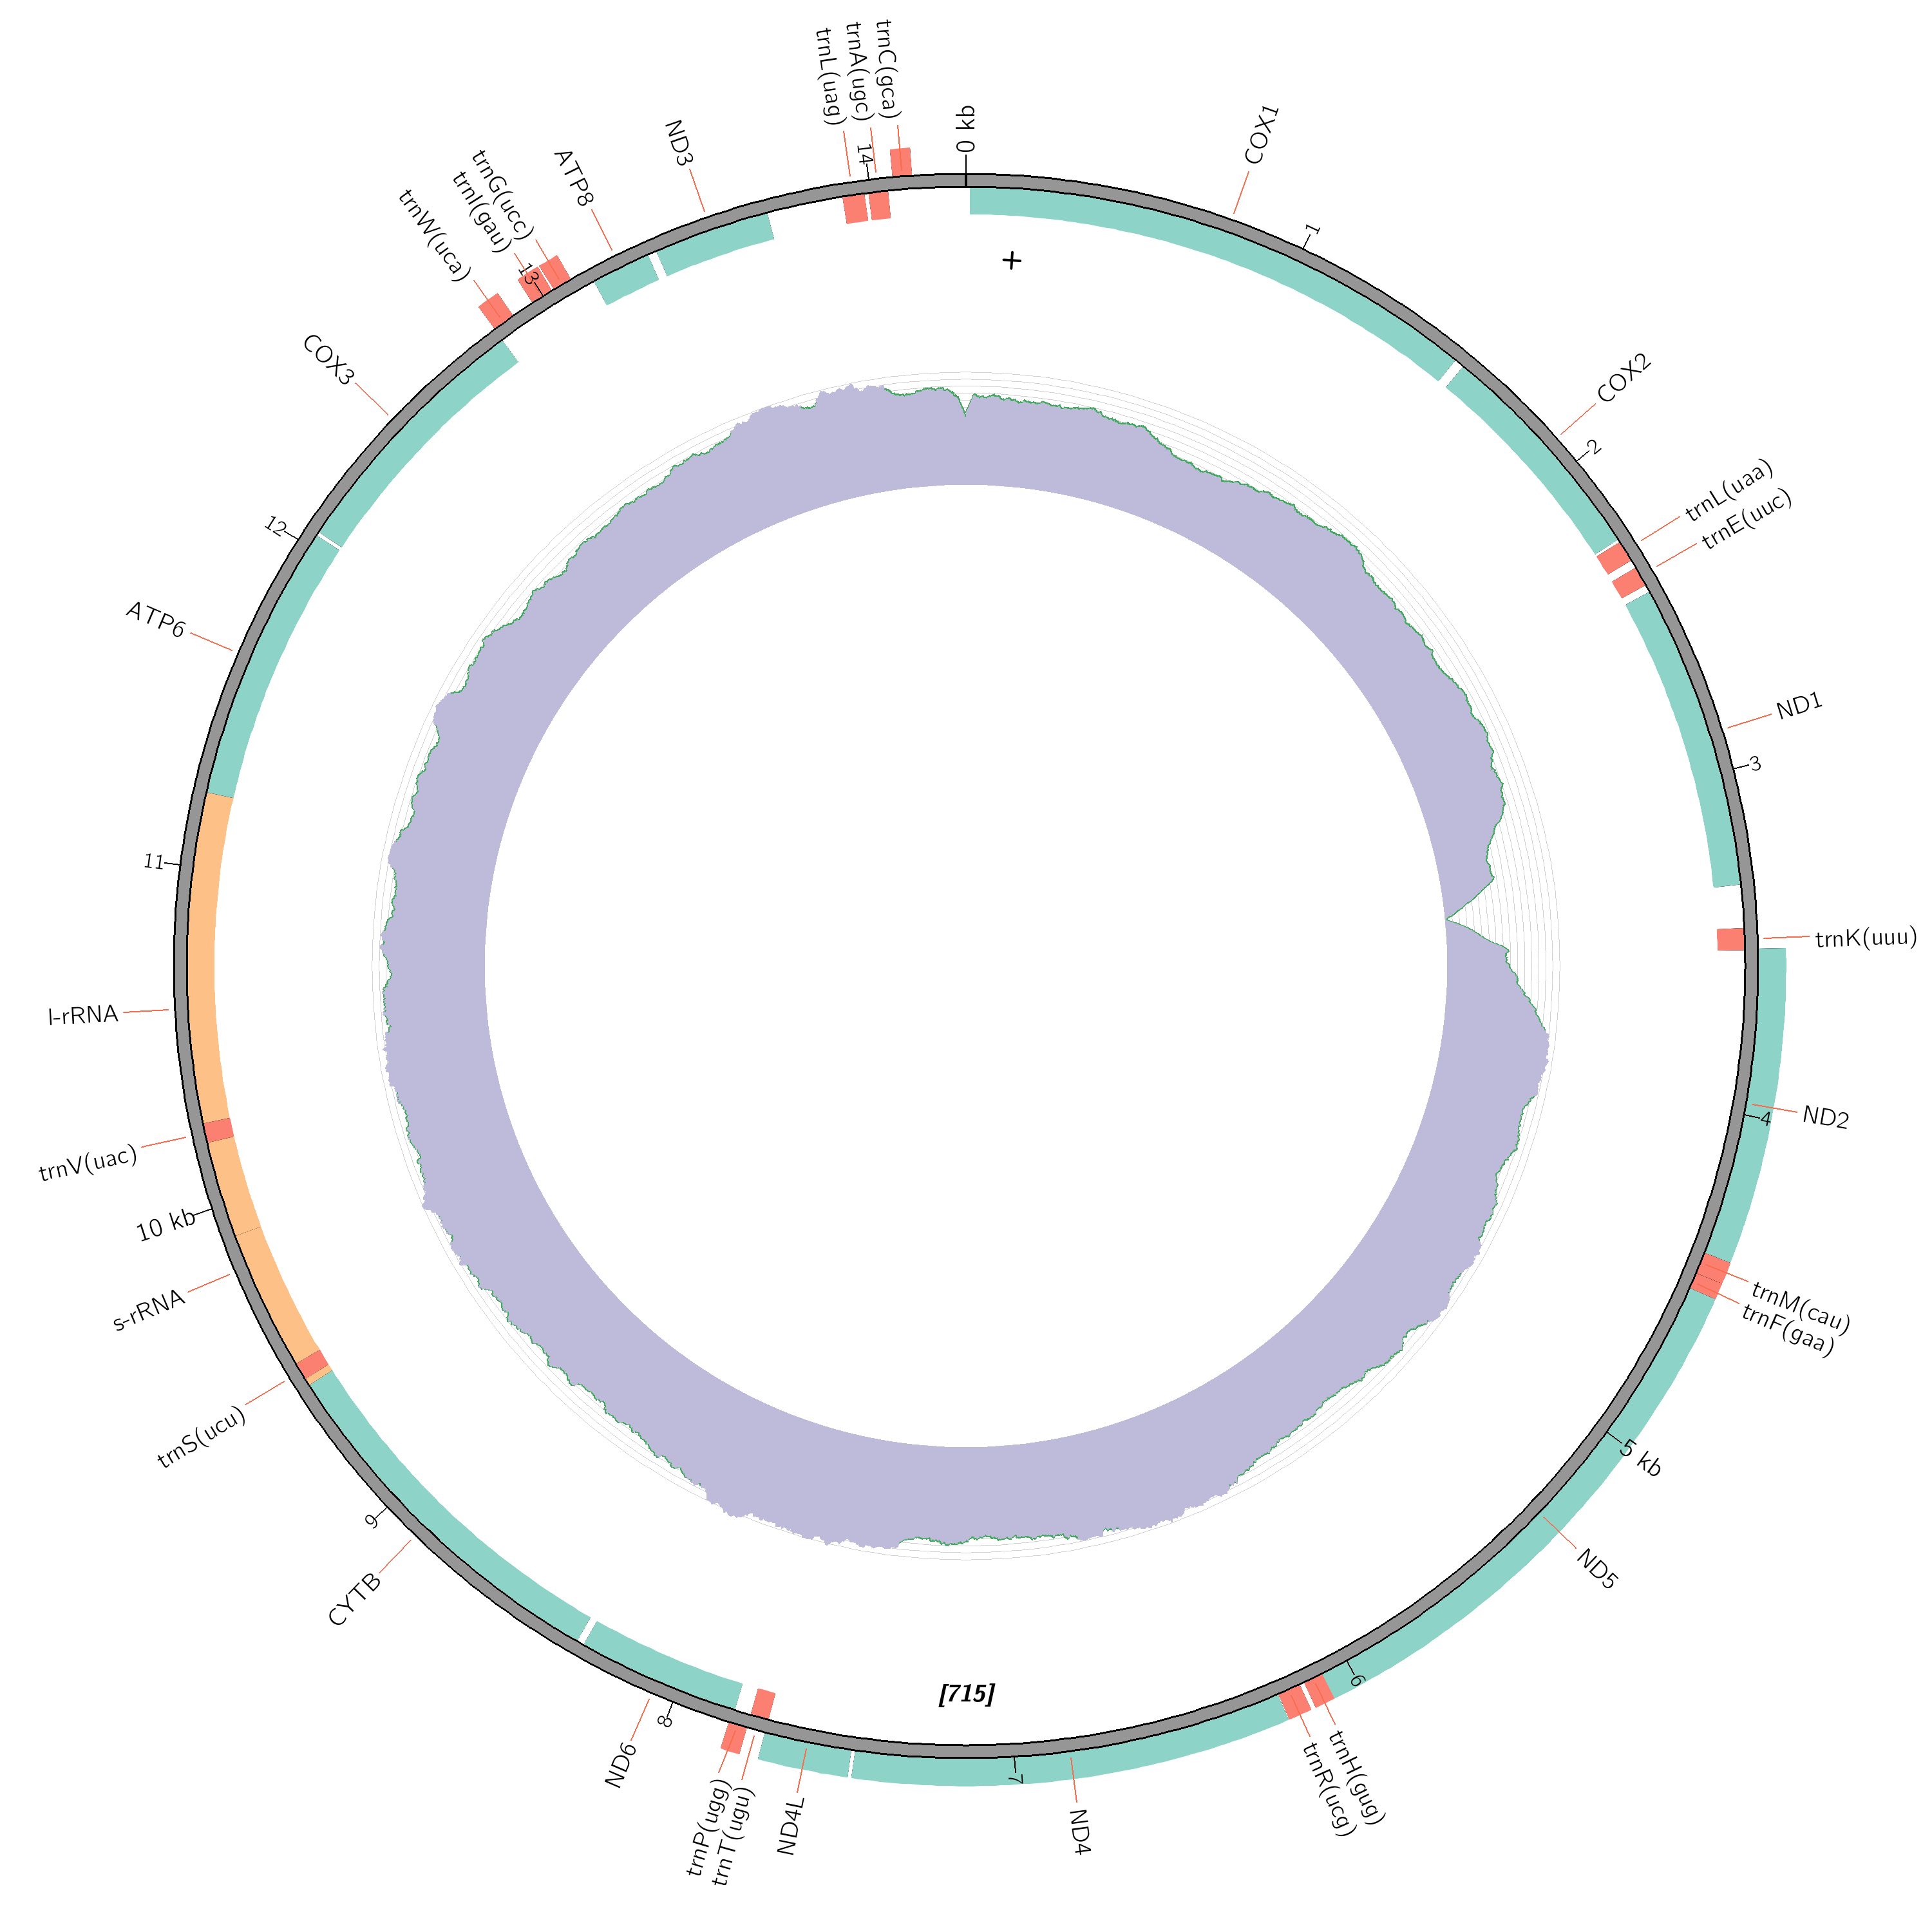 0 kb
COX1
1
COX2
2
trnL(uaa)
trnE(uuc)
ND1
3
trnK(uuu)
ND2
4
trnM(cau)
trnF(gaa)
5 kb
ND5
6
trnH(gug)
trnR(ucg)
ND4
7
ND4L
trnT(ugu)
trnP(ugg)
8
ND6
CYTB
9
trnS(ucu)
s-rRNA
10 kb
trnV(uac)
l-rRNA
11
ATP6
12
COX3
trnW(uca)
trnI(gau)
13
trnG(ucc)
ATP8
ND3
trnL(uag)
14
trnA(ugc)
trnC(gca)
+
[715]